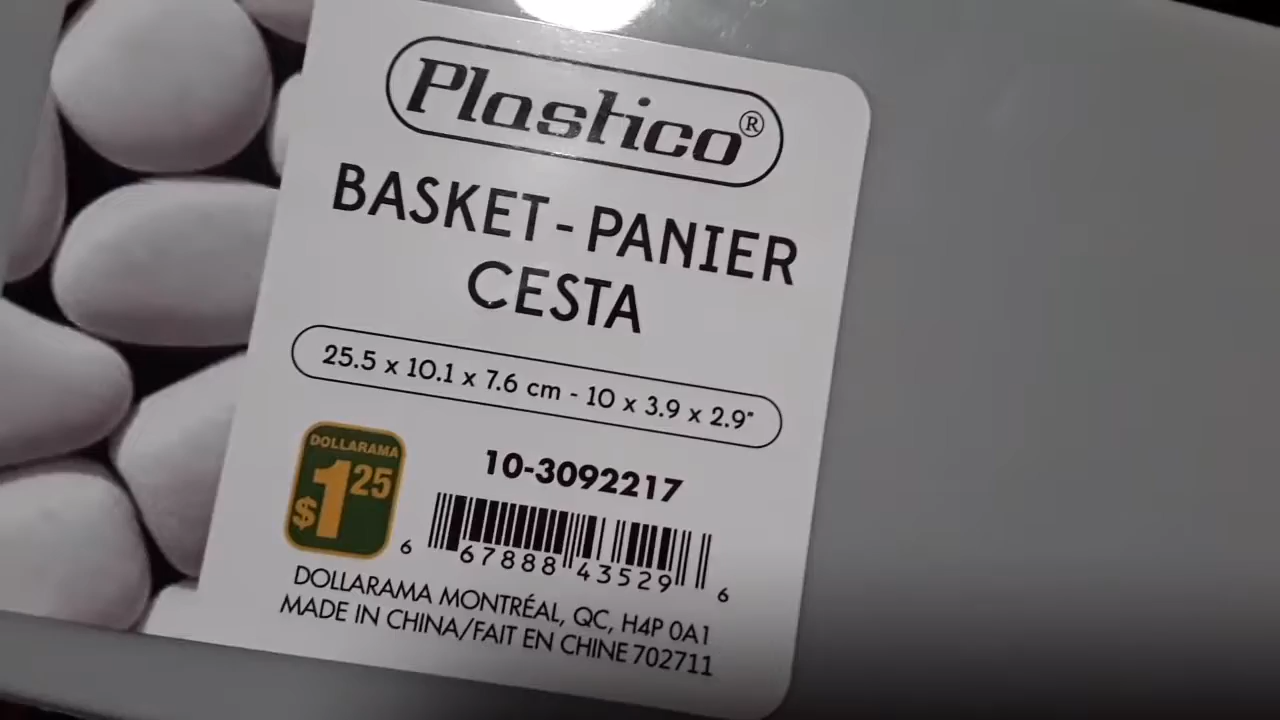 Plastico®
BASKET - PANIER
CESTA
25.5 x 10.1 x 7.6 cm - 10 x 3.9 x 2.9"
DOLLARAMA
$1 25
10-3092217
6 67888 43529 6
DOLLARAMA MONTRÉAL, QC, H4P 0A1
MADE IN CHINA/FAIT EN CHINE 702711